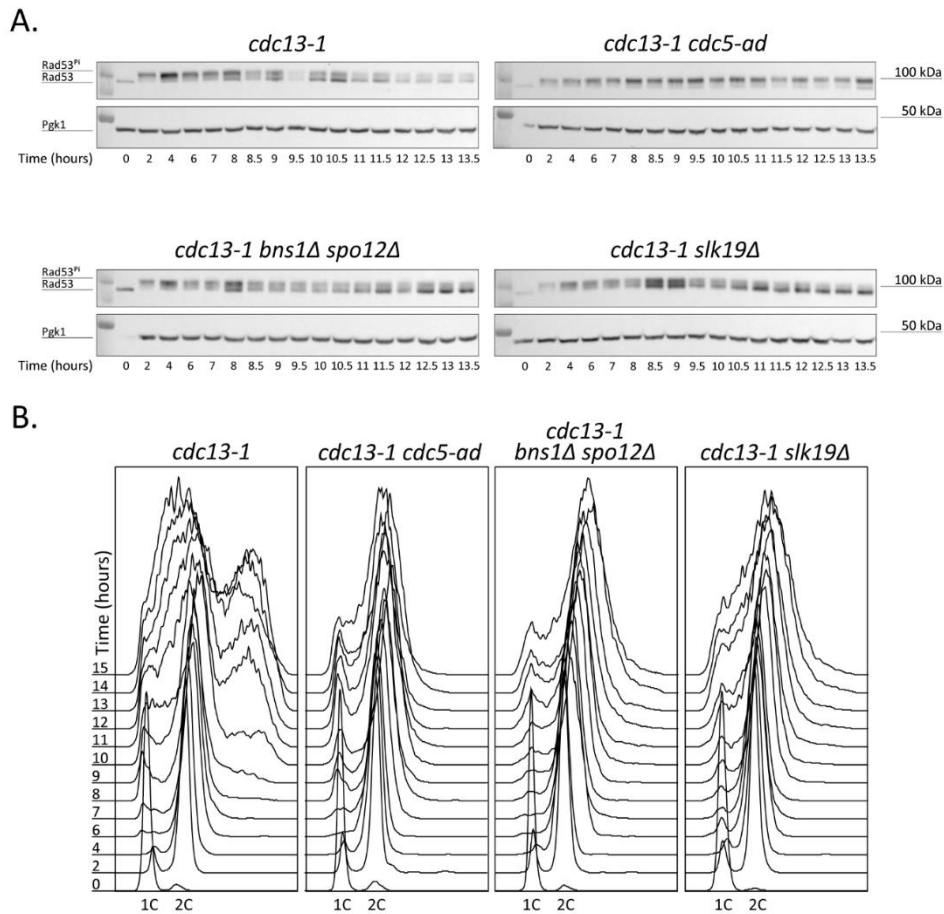 A.
cdc13-1
Rad53Pi
Rad53
Pgk1
Time (hours) 0 2 4 6 7 8 8.5 9 9.5 10 10.5 11 11.5 12 12.5 13 13.5
cdc13-1 cdc5-ad
100 kDa
50 kDa
0 2 4 6 7 8 8.5 9 9.5 10 10.5 11 11.5 12 12.5 13 13.5
cdc13-1 bns1Δ spo12Δ
Rad53Pi
Rad53
Pgk1
Time (hours) 0 2 4 6 7 8 8.5 9 9.5 10 10.5 11 11.5 12 12.5 13 13.5
cdc13-1 slk19Δ
100 kDa
50 kDa
0 2 4 6 7 8 8.5 9 9.5 10 10.5 11 11.5 12 12.5 13 13.5
B.
cdc13-1
cdc13-1 cdc5-ad
cdc13-1
bns1Δ spo12Δ
cdc13-1 slk19Δ
Time (hours)
15
14
13
12
11
10
9
8
7
6
4
2
0
1C 2C
1C 2C
1C 2C
1C 2C